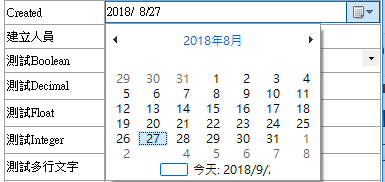 Created 2018/ 8/27
建立人員
2018年8月
測試Boolean
29 30 31 1 2 3 4
測試Decimal
5 6 7 8 9 10 11
12 13 14 15 16 17 18
測試Float
19 20 21 22 23 24 25
測試Integer
26 27 28 29 30 31 1
2 4 5 6 7 8
測試多行文字
今天: 2018/9/